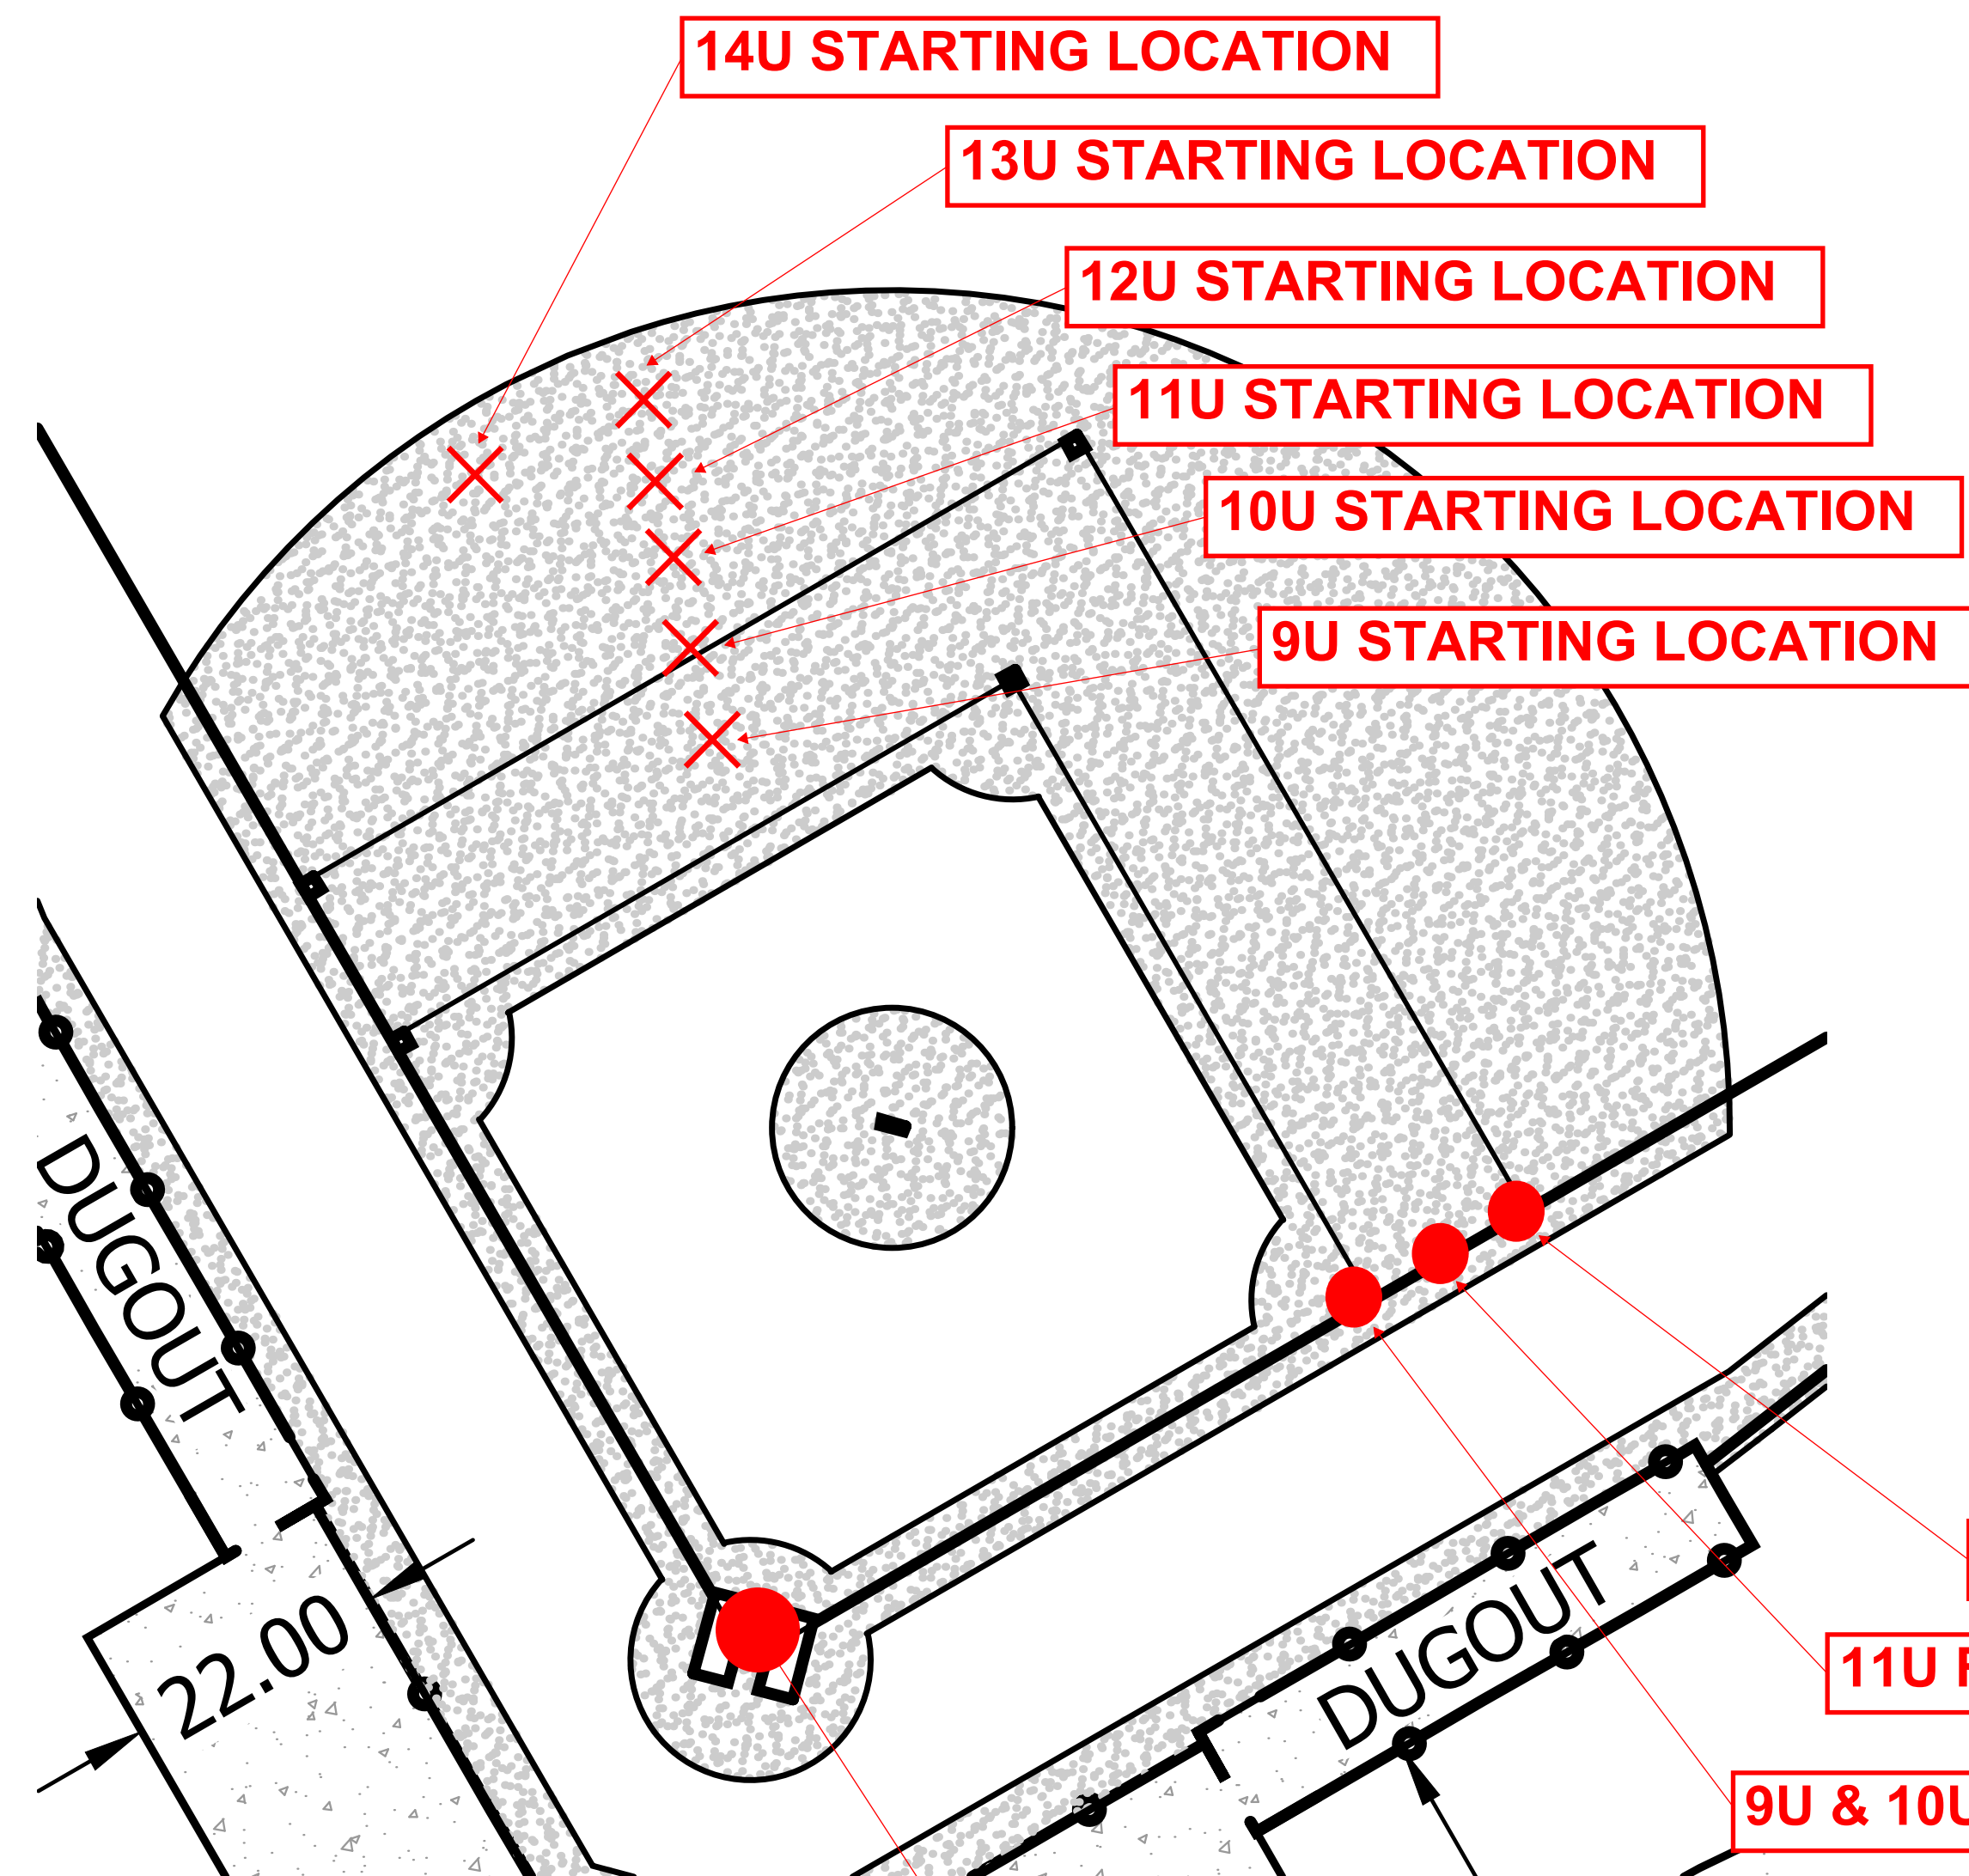 14U STARTING LOCATION
13U STARTING LOCATION
12U STARTING LOCATION
11U STARTING LOCATION
10U STARTING LOCATION
9U STARTING LOCATION
DUGOUT
22.00
DUGOUT
11U
9U & 10U